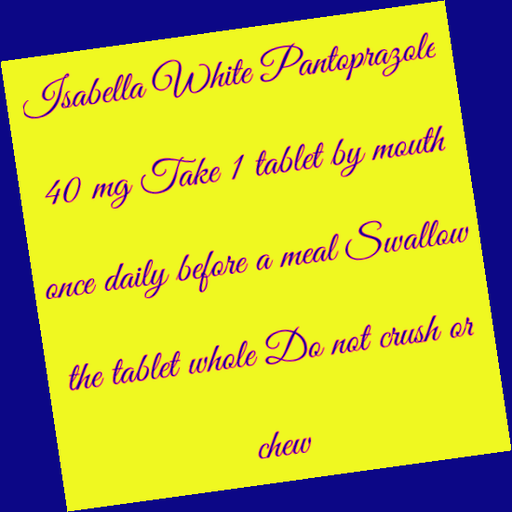 Isabella White Pantoprazole
40 mg Take 1 tablet by mouth
once daily before a meal Swallow
the tablet whole Do not crush or
chew